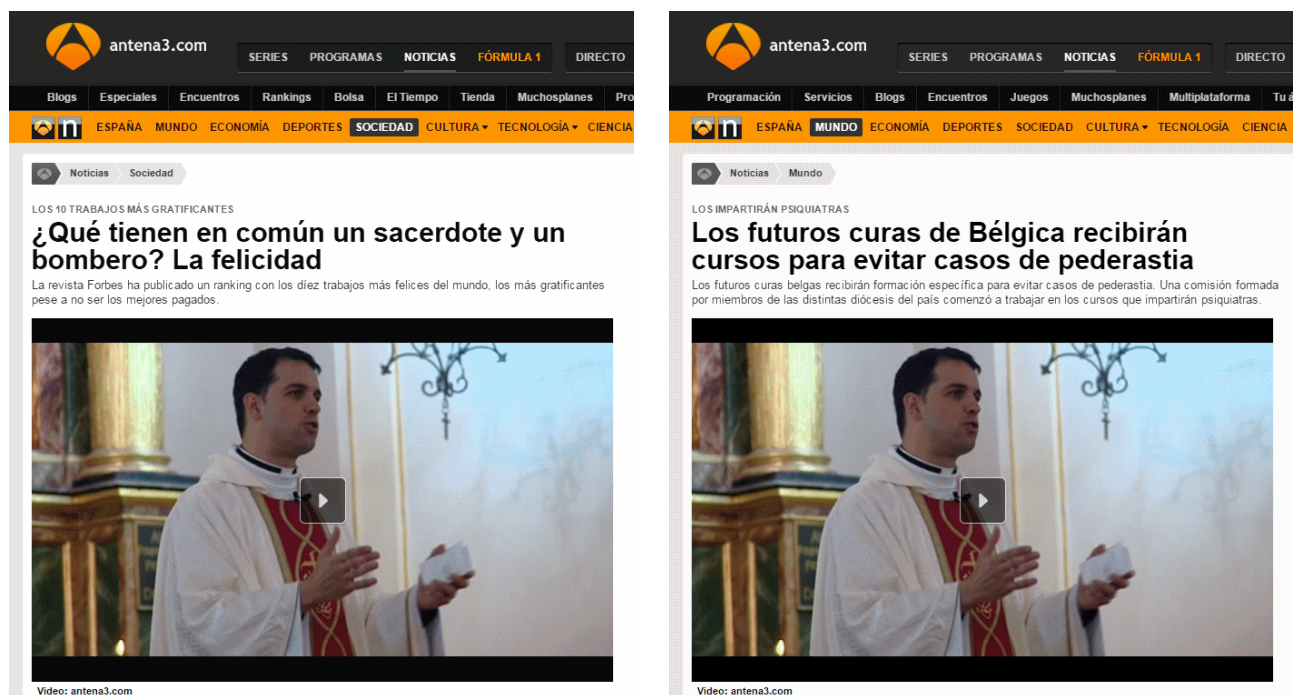 antena3.com
SERIES PROGRAMAS NOTICIAS FÓRMULA 1 DIRECTO
Blogs Especiales Encuentros Rankings Bolsa El Tiempo Tienda Muchosplanes Pro
n ESPAÑA MUNDO ECONOMÍA DEPORTES SOCIEDAD CULTURA TECNOLOGÍA CIENCIA
Noticias Sociedad
LOS 10 TRABAJOS MÁS GRATIFICANTES
¿Qué tienen en común un sacerdote y un
bombero? La felicidad
La revista Forbes ha publicado un ranking con los díez trabajos más felices del mundo, los más gratificantes
pese a no ser los mejores pagados.
Video: antena3.com
antena3.com
SERIES PROGRAMAS NOTICIAS FÓRMULA 1 DIRECTO
Programación Servicios Blogs Encuentros Juegos Muchosplanes Multiplataforma Tu á
n ESPAÑA MUNDO ECONOMÍA DEPORTES SOCIEDAD CULTURA TECNOLOGÍA CIENCIA
Noticias Mundo
LOS IMPARTIRÁN PSIQUIATRAS
Los futuros curas de Bélgica recibirán
cursos para evitar casos de pederastia
Los futuros curas belgas recibirán formación específica para evitar casos de pederastia. Una comisión formada
por miembros de las distintas diócesis del país comenzó a trabajar en los cursos que impartirán psiquiatras.
Video: antena3.com